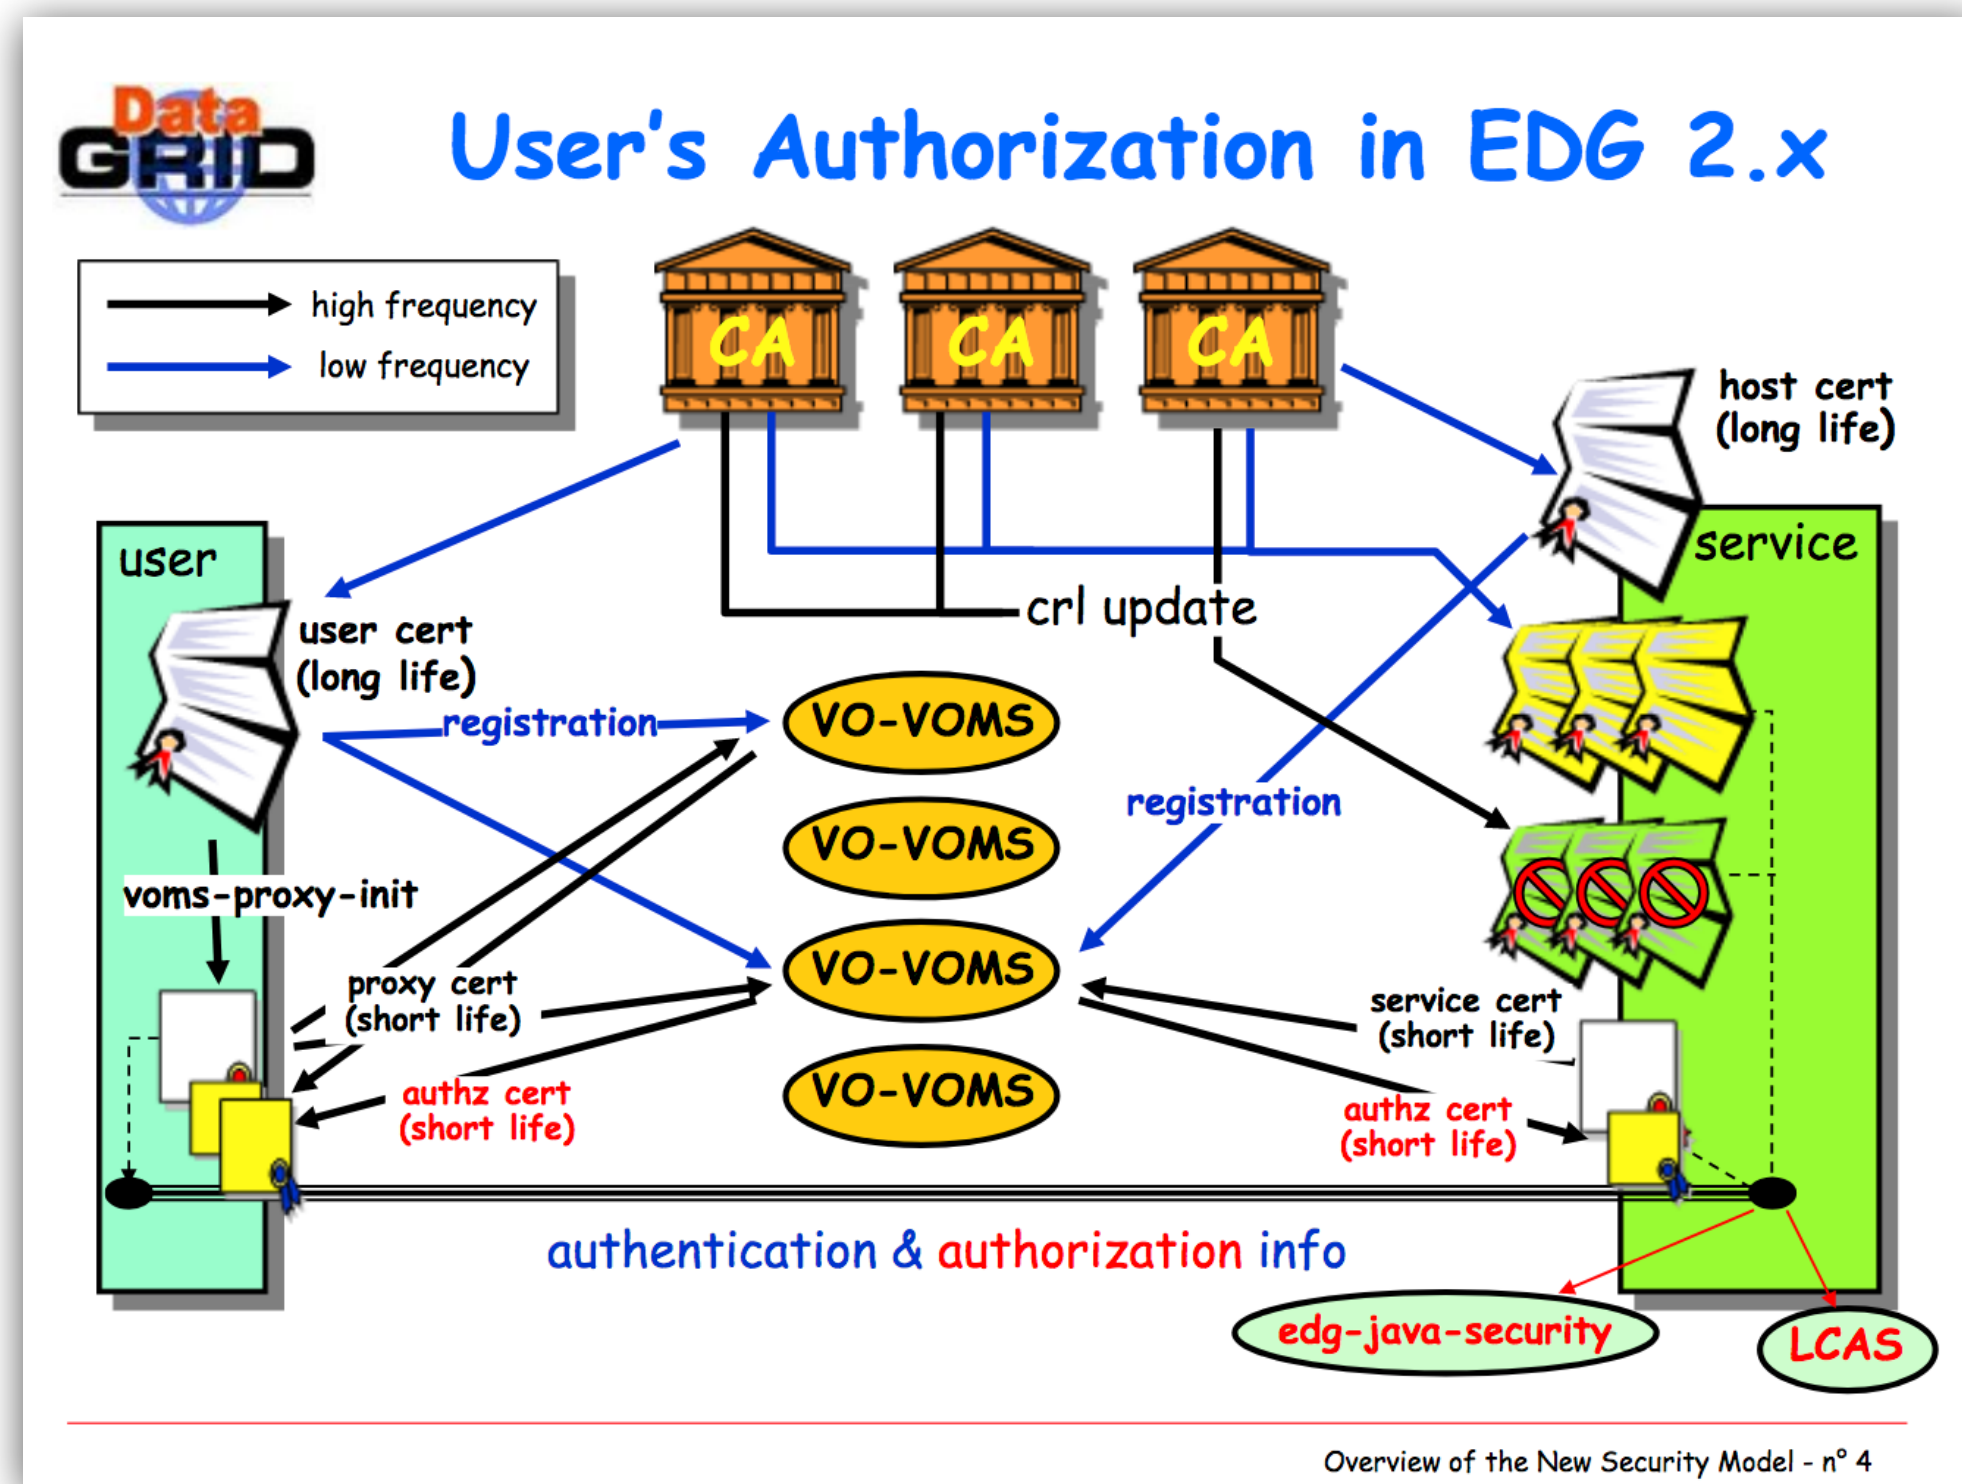 Data
GRID
User's Authorization in EDG 2.x
high frequency
low frequency
CA
CA
CA
host cert
(long life)
user
service
user cert
(long life)
crl update
registration
VO-VOMS
registration
VO-VOMS
voms-proxy-init
VO-VOMS
proxy cert
(short life)
service cert
(short life)
VO-VOMS
authz cert
(short life)
authz cert
(short life)
authentication & authorization info
edg-java-security
LCAS
Overview of the New Security Model - n° 4